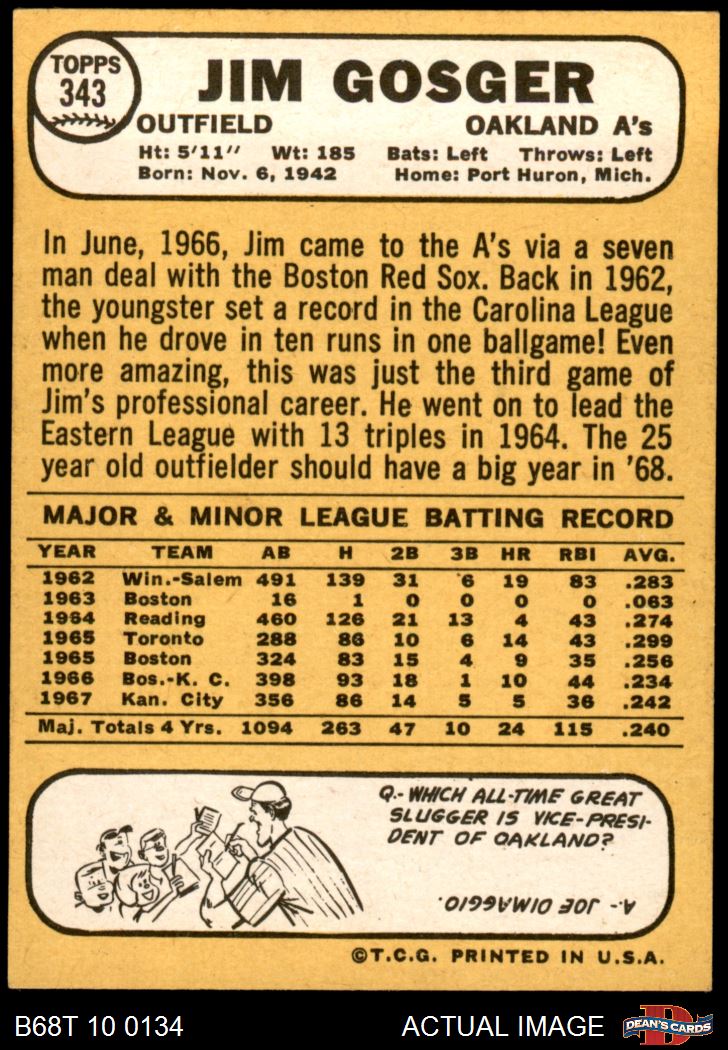 TOPPS
343
JIM GOSGER
OUTFIELD OAKLAND A's
Ht: 5'11" Wt: 185 Bats: Left Throws: Left
Born: Nov. 6, 1942 Home: Port Huron, Mich.
In June, 1966, Jim came to the A's via a seven
man deal with the Boston Red Sox. Back in 1962,
the youngster set a record in the Carolina League
when he drove in ten runs in one ballgame! Even
more amazing, this was just the third game of
Jim's professional career. He went on to lead the
Eastern League with 13 triples in 1964. The 25
year old outfielder should have a big year in '68.
MAJOR & MINOR LEAGUE BATTING RECORD
YEAR TEAM AB H 2B 3B HR RBI AVG.
1962 Win.-Salem 491 139 31 6 19 83 .283
1963 Boston 16 1 0 0 0 0 .063
1964 Reading 460 126 21 13 4 43 .274
1965 Toronto 288 86 10 6 14 43 .299
1965 Boston 324 83 15 4 9 35 .256
1966 Bos.-K. C. 398 93 18 1 10 44 .234
1967 Kan. City 356 86 14 5 5 36 .242
Maj. Totals 4 Yrs. 1094 263 47 10 24 115 .240
Q.- WHICH ALL-TIME GREAT
SLUGGER IS VICE-PRESI-
DENT OF OAKLAND?
A.- JOE DIMAGGIO.
©T.C.G. PRINTED IN U.S.A.
B68T 10 0134 ACTUAL IMAGE D DEAN'S CARDS